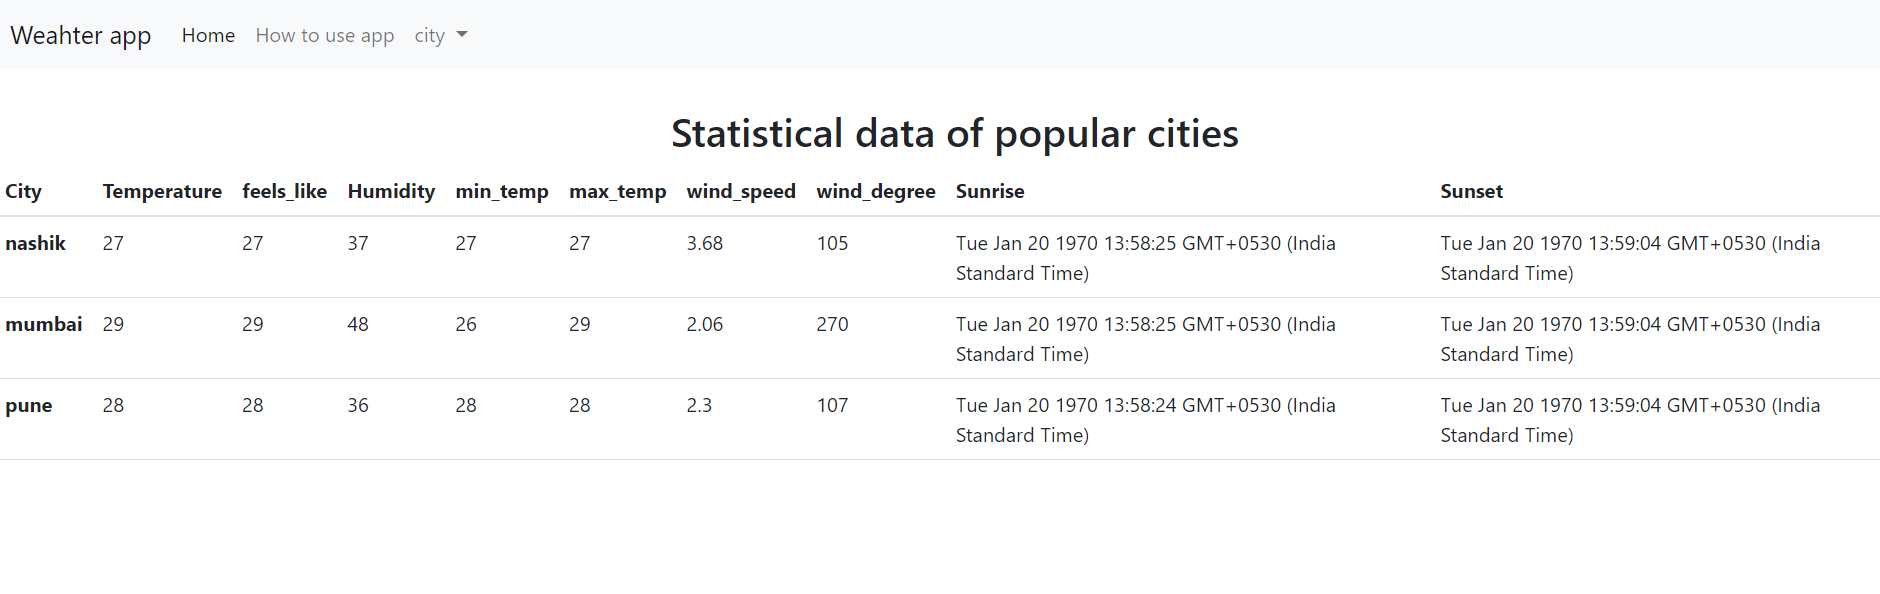 Weahter app Home How to use app city
Statistical data of popular cities
City Temperature feels_like Humidity min_temp max_temp wind_speed wind_degree Sunrise Sunset
nashik 27 27 37 27 27 3.68 105 Tue Jan 20 1970 13:58:25 GMT+0530 (India Tue Jan 20 1970 13:59:04 GMT+0530 (India
Standard Time) Standard Time)
mumbai 29 29 48 26 29 2.06 270 Tue Jan 20 1970 13:58:25 GMT+0530 (India Tue Jan 20 1970 13:59:04 GMT+0530 (India
Standard Time) Standard Time)
pune 28 28 36 28 28 2.3 107 Tue Jan 20 1970 13:58:24 GMT+0530 (India Tue Jan 20 1970 13:59:04 GMT+0530 (India
Standard Time) Standard Time)